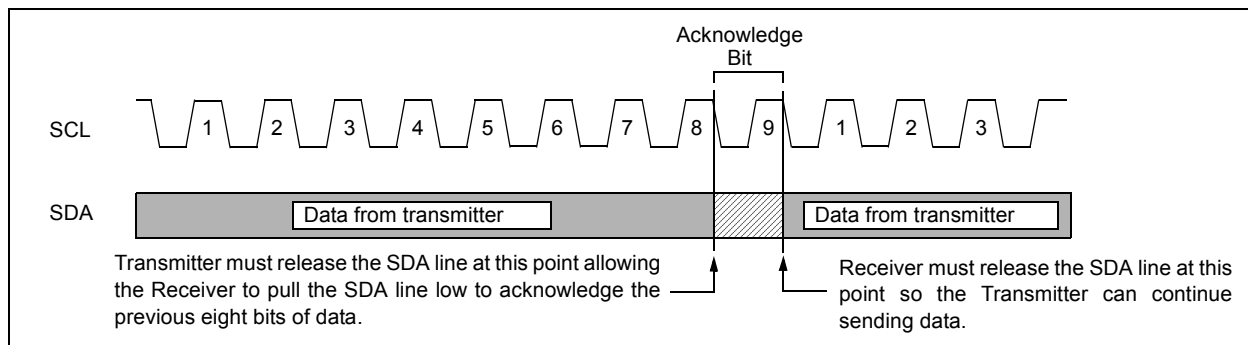 Acknowledge
Bit
SCL
1 2 3 4 5 6 7 8 9 1 2 3
SDA
Data from transmitter
Data from transmitter
Transmitter must release the SDA line at this point allowing
the Receiver to pull the SDA line low to acknowledge the
previous eight bits of data.
Receiver must release the SDA line at this
point so the Transmitter can continue
sending data.